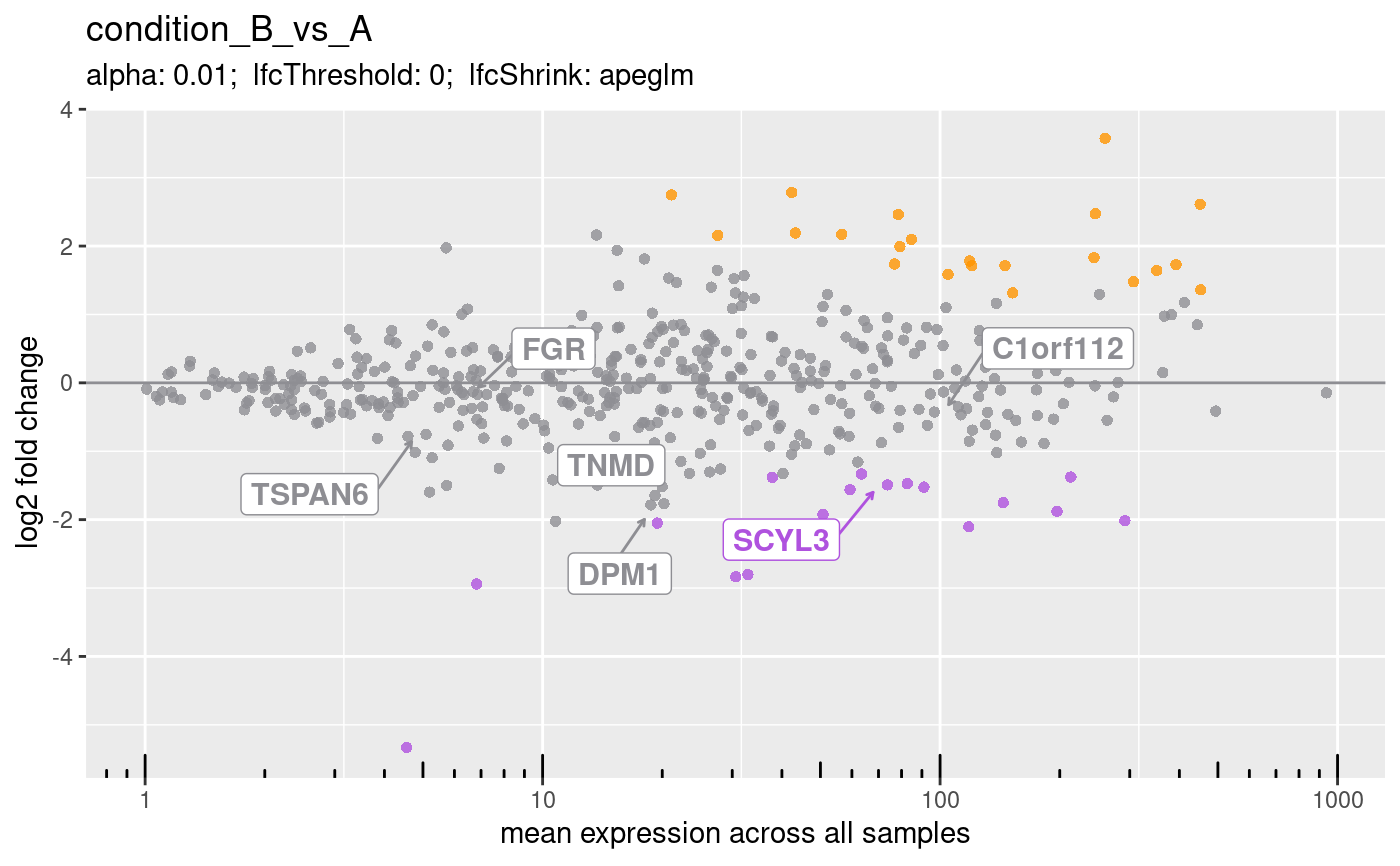 condition_B_vs_A
alpha: 0.01;  lfcThreshold: 0;  lfcShrink: apeglm
4
2
0
-2
-4
log2 fold change
FGR
C1orf112
TNMD
TSPAN6
SCYL3
DPM1
1
10
100
1000
mean expression across all samples